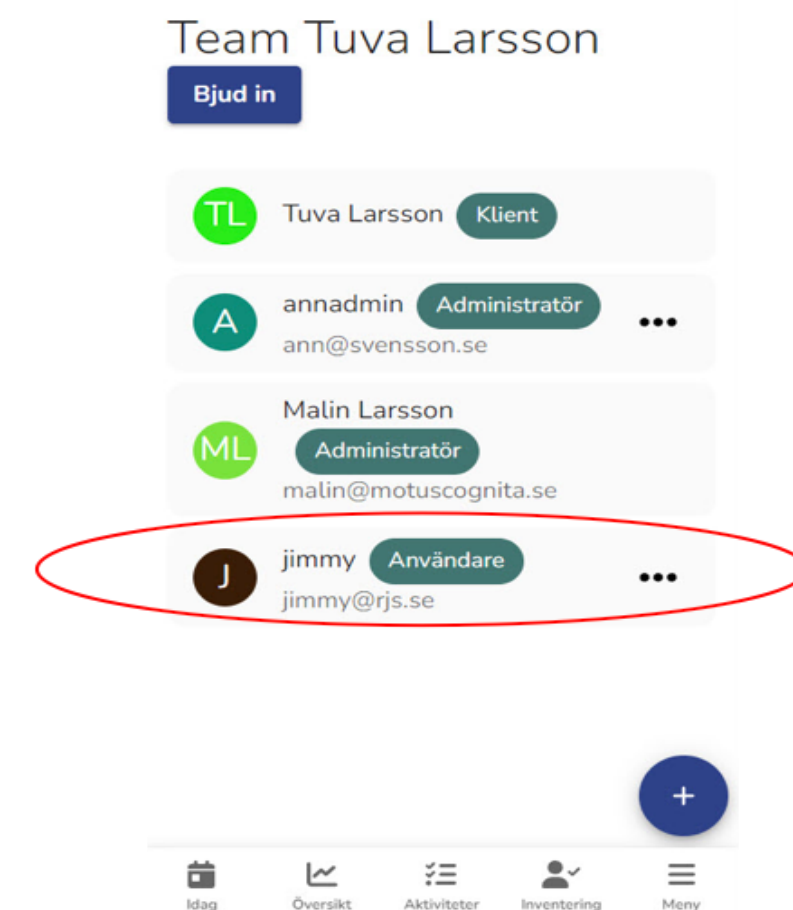 Team Tuva Larsson
Bjud in
TL Tuva Larsson Klient
A annadmin Administratör
ann@svensson.se
Malin Larsson
ML Administratör
malin@motuscognita.se
J jimmy Användare
jimmy@rjs.se
Idag Översikt Aktiviteter Inventering Meny